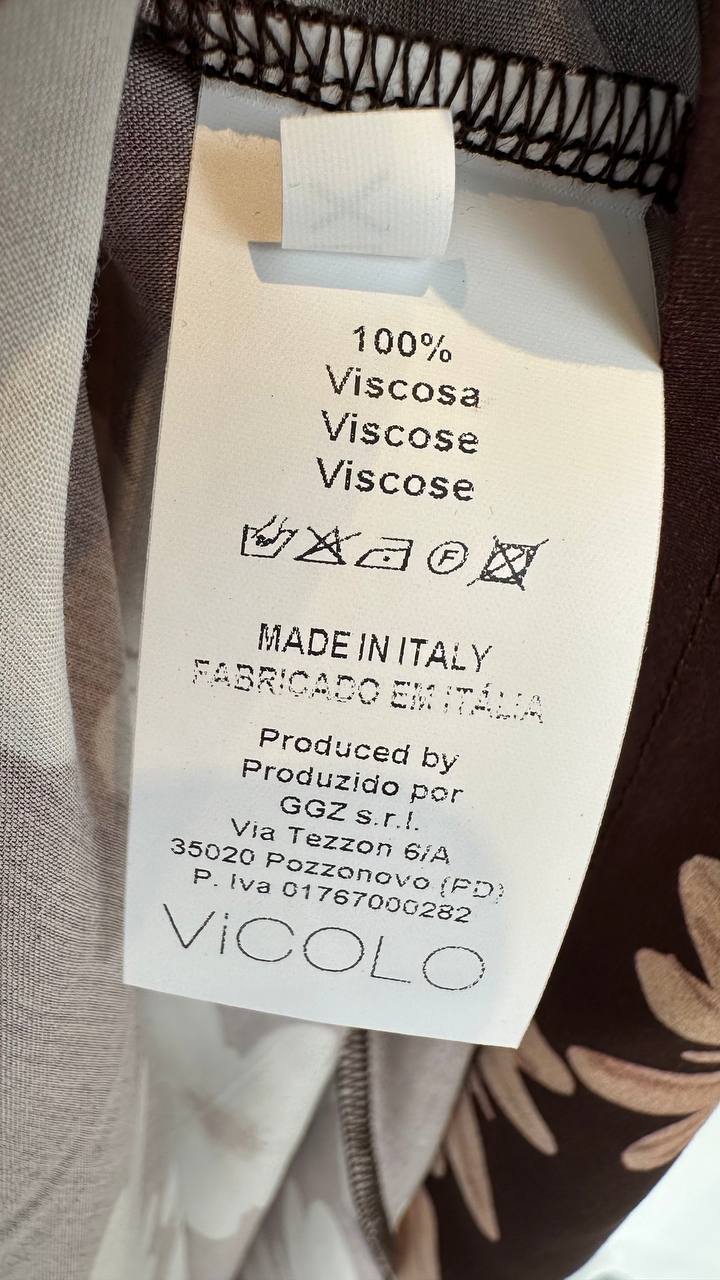 100%
Viscosa
Viscose
Viscose
F
MADE IN ITALY
FABRICADO EM ITÁLIA
Produced by
Produzido por
GGZ s.r.l.
Via Tezzon 6/A
35020 Pozzonovo (PD)
P. Iva 01767000282
ViCOLO